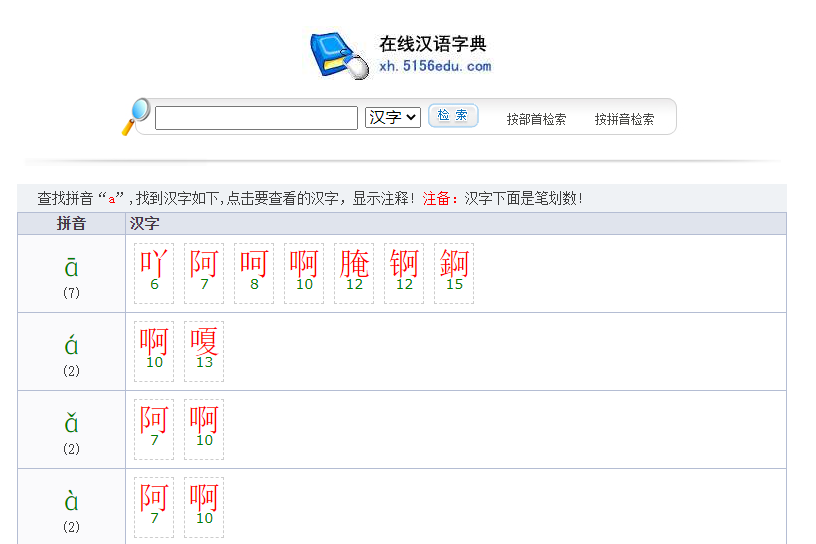 在线汉语字典
xh.5156edu.com
汉字 检 索 按部首检索 按拼音检索
查找拼音“a”,找到汉字如下,点击要查看的汉字，显示注释！注备：汉字下面是笔划数！
拼音 汉字
ā 吖 阿 呵 啊 腌 锕 錒
(7) 6 7 8 10 12 12 15
á 啊 嗄
(2) 10 13
ǎ 阿 啊
(2) 7 10
à 阿 啊
(2) 7 10